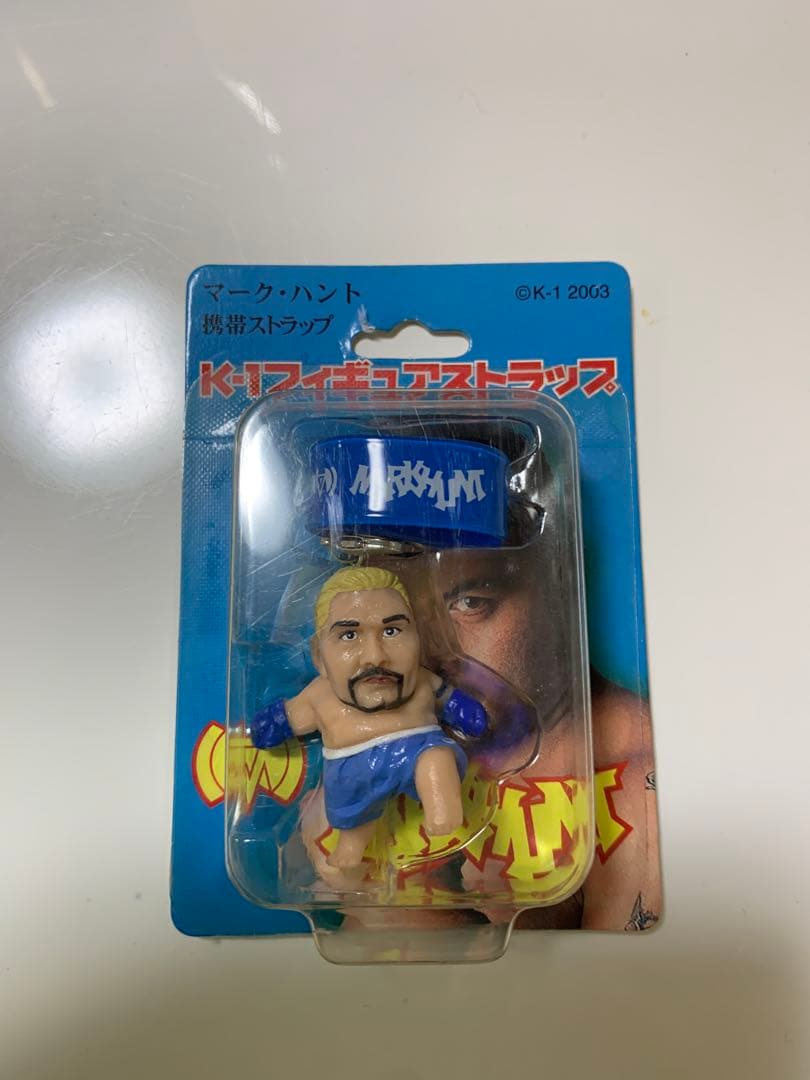 マーク・ハント
©K-1 2003
携帯ストラップ
K-1フィギュアストラップ
MARKHUNT